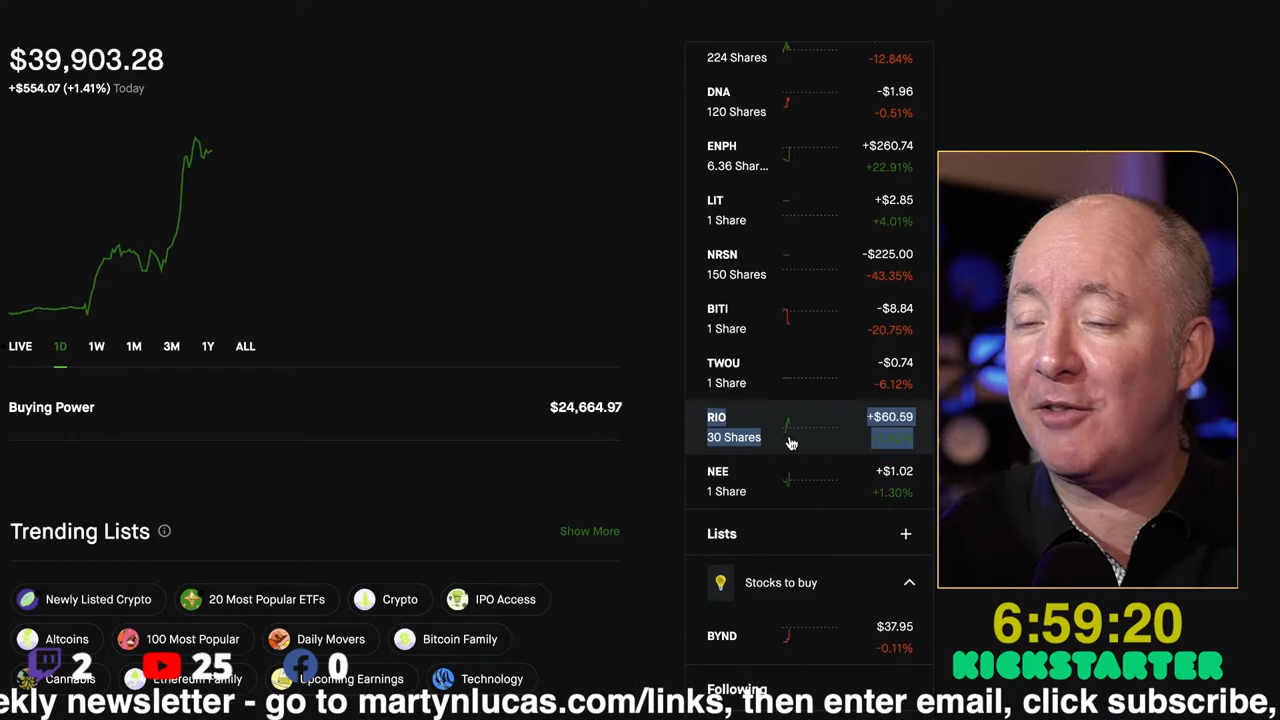 $39,903.28
+$554.07 (+1.41%) Today
LIVE 1D 1W 1M 3M 1Y ALL
Buying Power $24,664.97
Trending Lists
Show More
Newly Listed Crypto
20 Most Popular ETFs
Crypto
IPO Access
Altcoins
100 Most Popular
Daily Movers
Bitcoin Family
Cannabis
Ethereum Family
Upcoming Earnings
Technology
224 Shares -12.84%
DNA -$1.96
120 Shares -0.51%
ENPH +$260.74
6.36 Shar... +22.91%
LIT +$2.85
1 Share +4.01%
NRSN -$225.00
150 Shares -43.35%
BITI -$8.84
1 Share -20.75%
TWOU -$0.74
1 Share -6.12%
RIO +$60.59
30 Shares
NEE +$1.02
1 Share +1.30%
Lists +
Stocks to buy
BYND $37.95
-0.11%
Following
6:59:20
KICKSTARTER
2 25 0
ekly newsletter - go to martynlucas.com/links, then enter email, click subscribe,